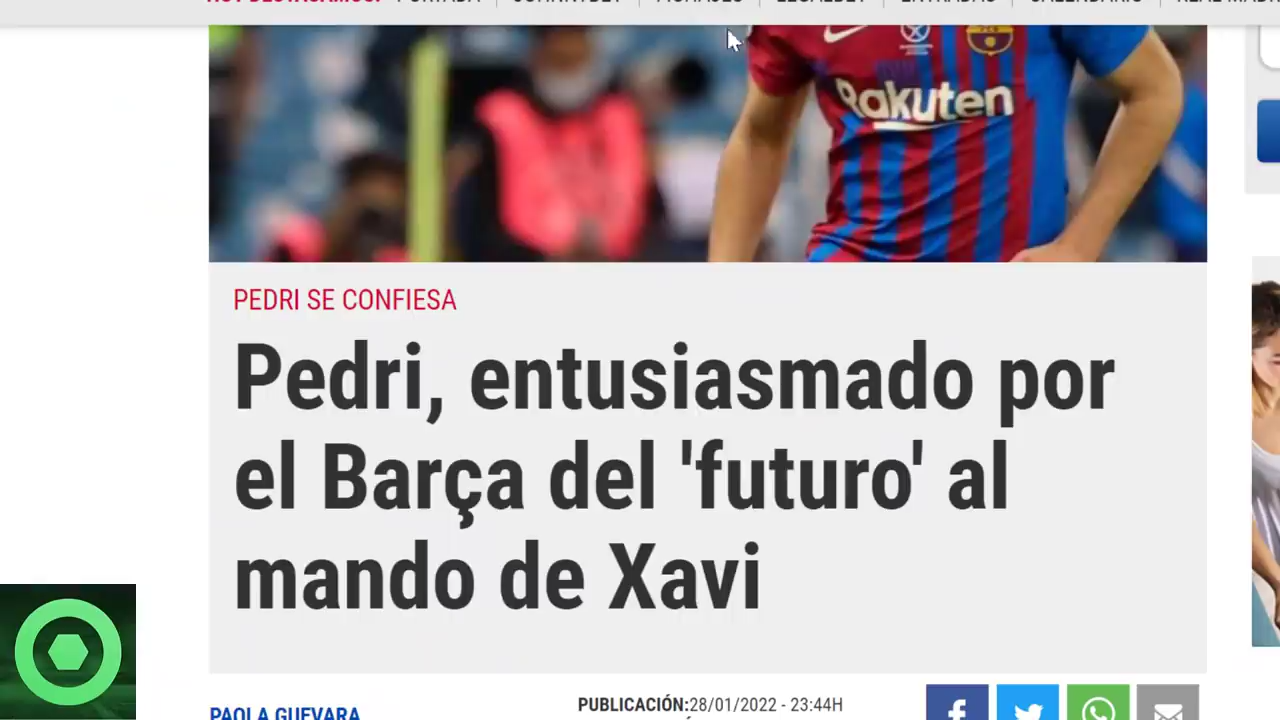 Rakuten
PEDRI SE CONFIESA
Pedri, entusiasmado por
el Barça del 'futuro' al
mando de Xavi
PAOLA GUEVARA
PUBLICACIÓN:28/01/2022 - 23:44H